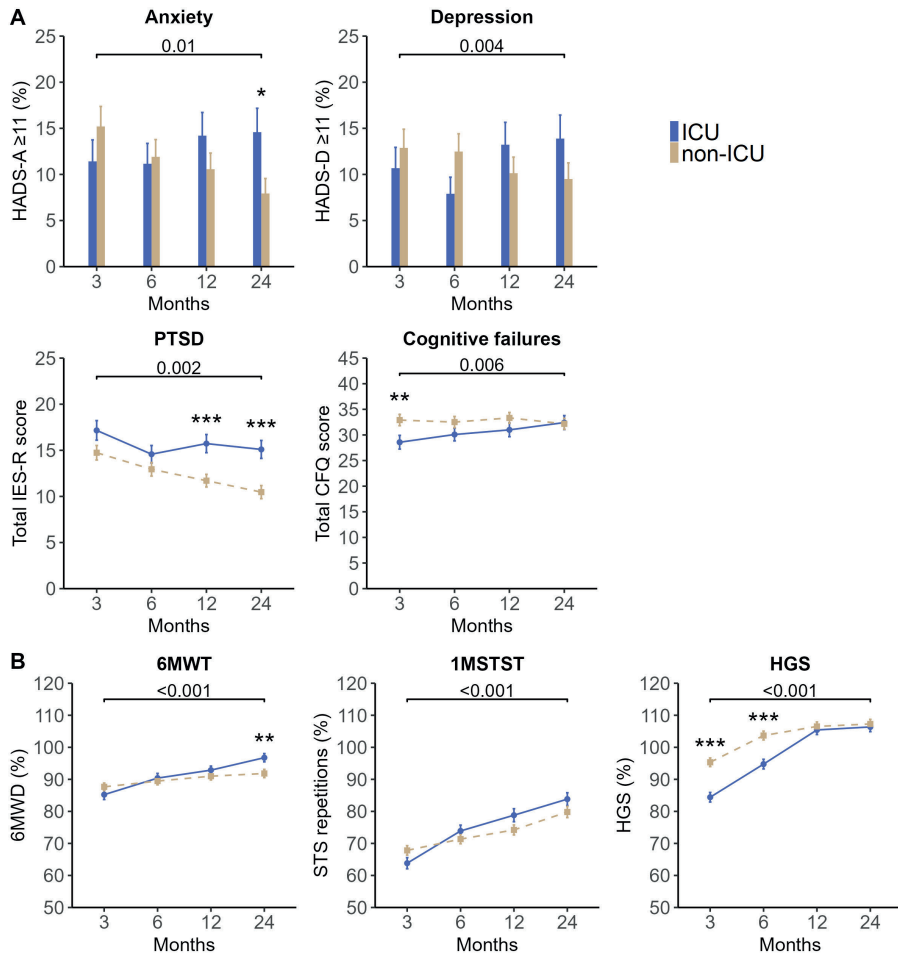 A
Anxiety
Depression
HADS-A ≥11 (%)
25
20
15
10
5
0
0.01
*
3 6 12 24
Months
HADS-D ≥11 (%)
25
20
15
10
5
0
0.004
3 6 12 24
Months
ICU
non-ICU
PTSD
Total IES-R score
25
20
15
10
5
0
0.002
*** ***
3 6 12 24
Months
Cognitive failures
Total CFQ score
45
40
35
30
25
20
15
10
5
0
0.006
**
3 6 12 24
Months
B
6MWT
6MWD (%)
120
110
100
90
80
70
60
50
<0.001
**
3 6 12 24
Months
1MSTST
STS repetitions (%)
120
110
100
90
80
70
60
50
<0.001
3 6 12 24
Months
HGS
HGS (%)
120
110
100
90
80
70
60
50
<0.001
*** ***
3 6 12 24
Months